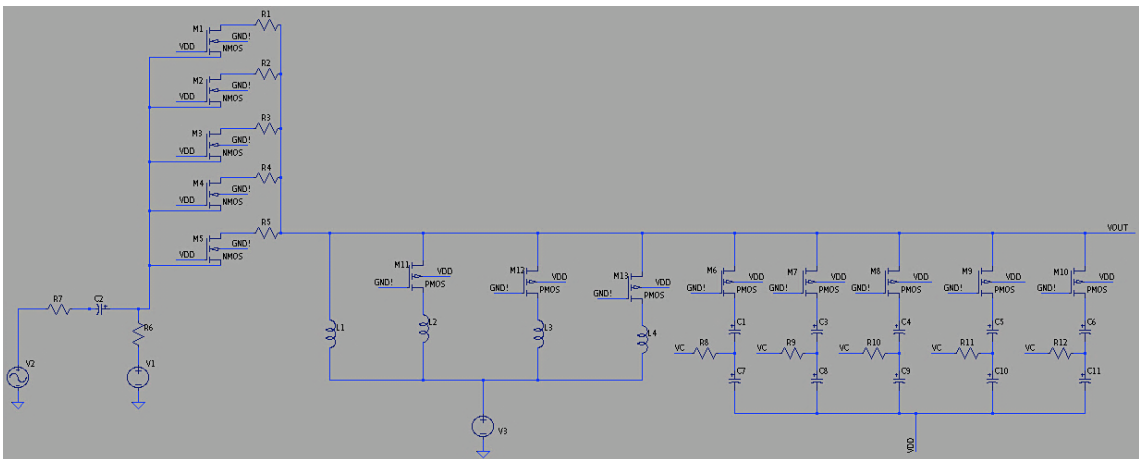 R1
M1
GND!
VDD
NMOS
R2
M2
GND!
VDD
NMOS
R3
M3
GND!
VDD
NMOS
R4
M4
GND!
VDD
NMOS
R5
M5
GND!
VDD
NMOS
VOUT
M11
VDD
GND!
PMOS
M12
VDD
GND!
PMOS
M13
VDD
GND!
PMOS
M6
VDD
GND!
PMOS
M7
VDD
GND!
PMOS
M8
VDD
GND!
PMOS
M9
VDD
GND!
PMOS
M10
VDD
GND!
PMOS
R7
C2
R6
L1
L2
L3
L4
C1
C3
C4
C5
C6
VC
R8
VC
R9
VC
R10
VC
R11
VC
R12
V2
V1
C7
C8
C9
C10
C11
V3
VDD